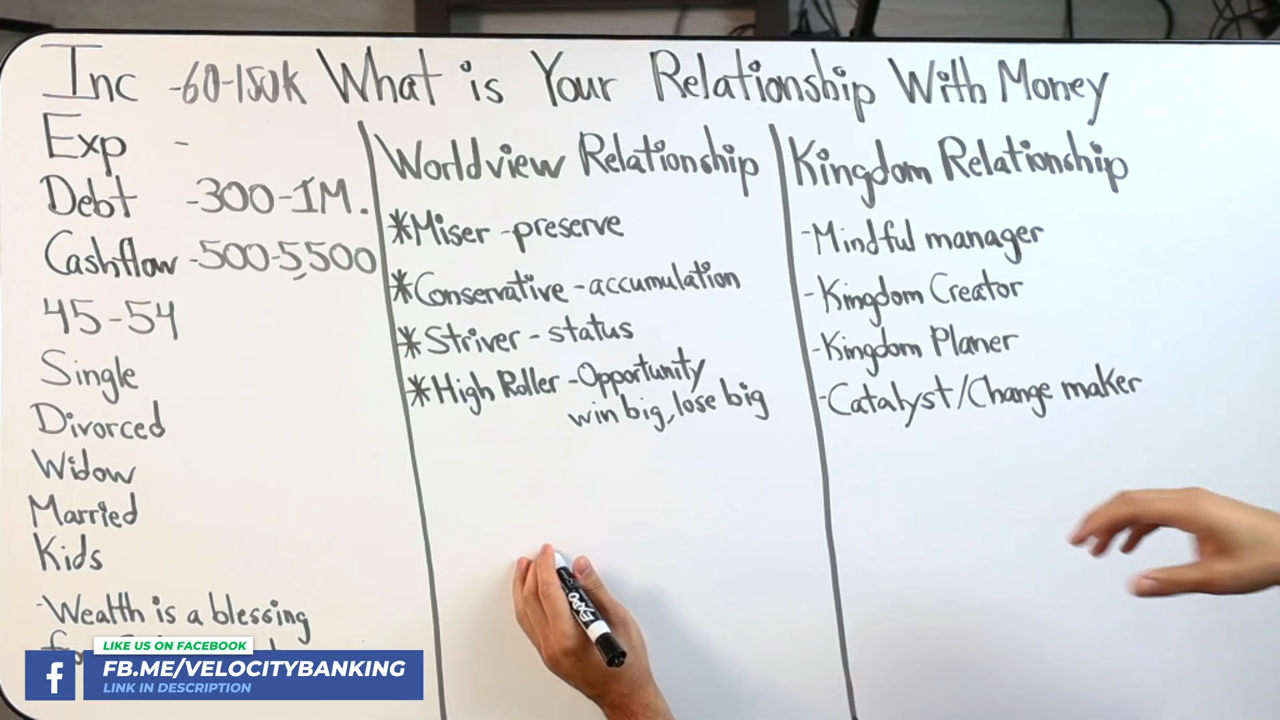 Inc -60-150K What is Your Relationship With Money
Exp -
Debt -300-1M.
Cashflow -500-5,500
45-54
Single
Divorced
Widow
Married
Kids
-Wealth is a blessing
Worldview Relationship
*Miser -preserve
*Conservative -accumulation
*Striver - status
*High Roller -Opportunity
win big, lose big
Kingdom Relationship
-Mindful manager
-Kingdom Creator
-Kingdom Planer
-Catalyst/Change maker
EXPO
LIKE US ON FACEBOOK
f FB.ME/VELOCITYBANKING
LINK IN DESCRIPTION